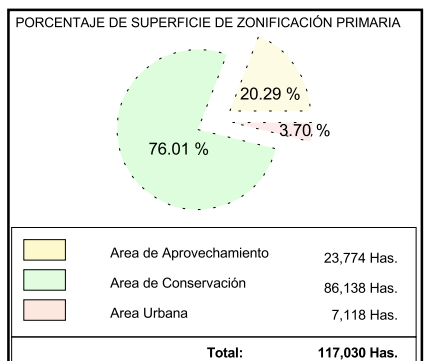 PORCENTAJE DE SUPERFICIE DE ZONIFICACIÓN PRIMARIA
20.29 %
3.70 %
76.01 %
Area de Aprovechamiento 23,774 Has.
Area de Conservación 86,138 Has.
Area Urbana 7,118 Has.
Total: 117,030 Has.